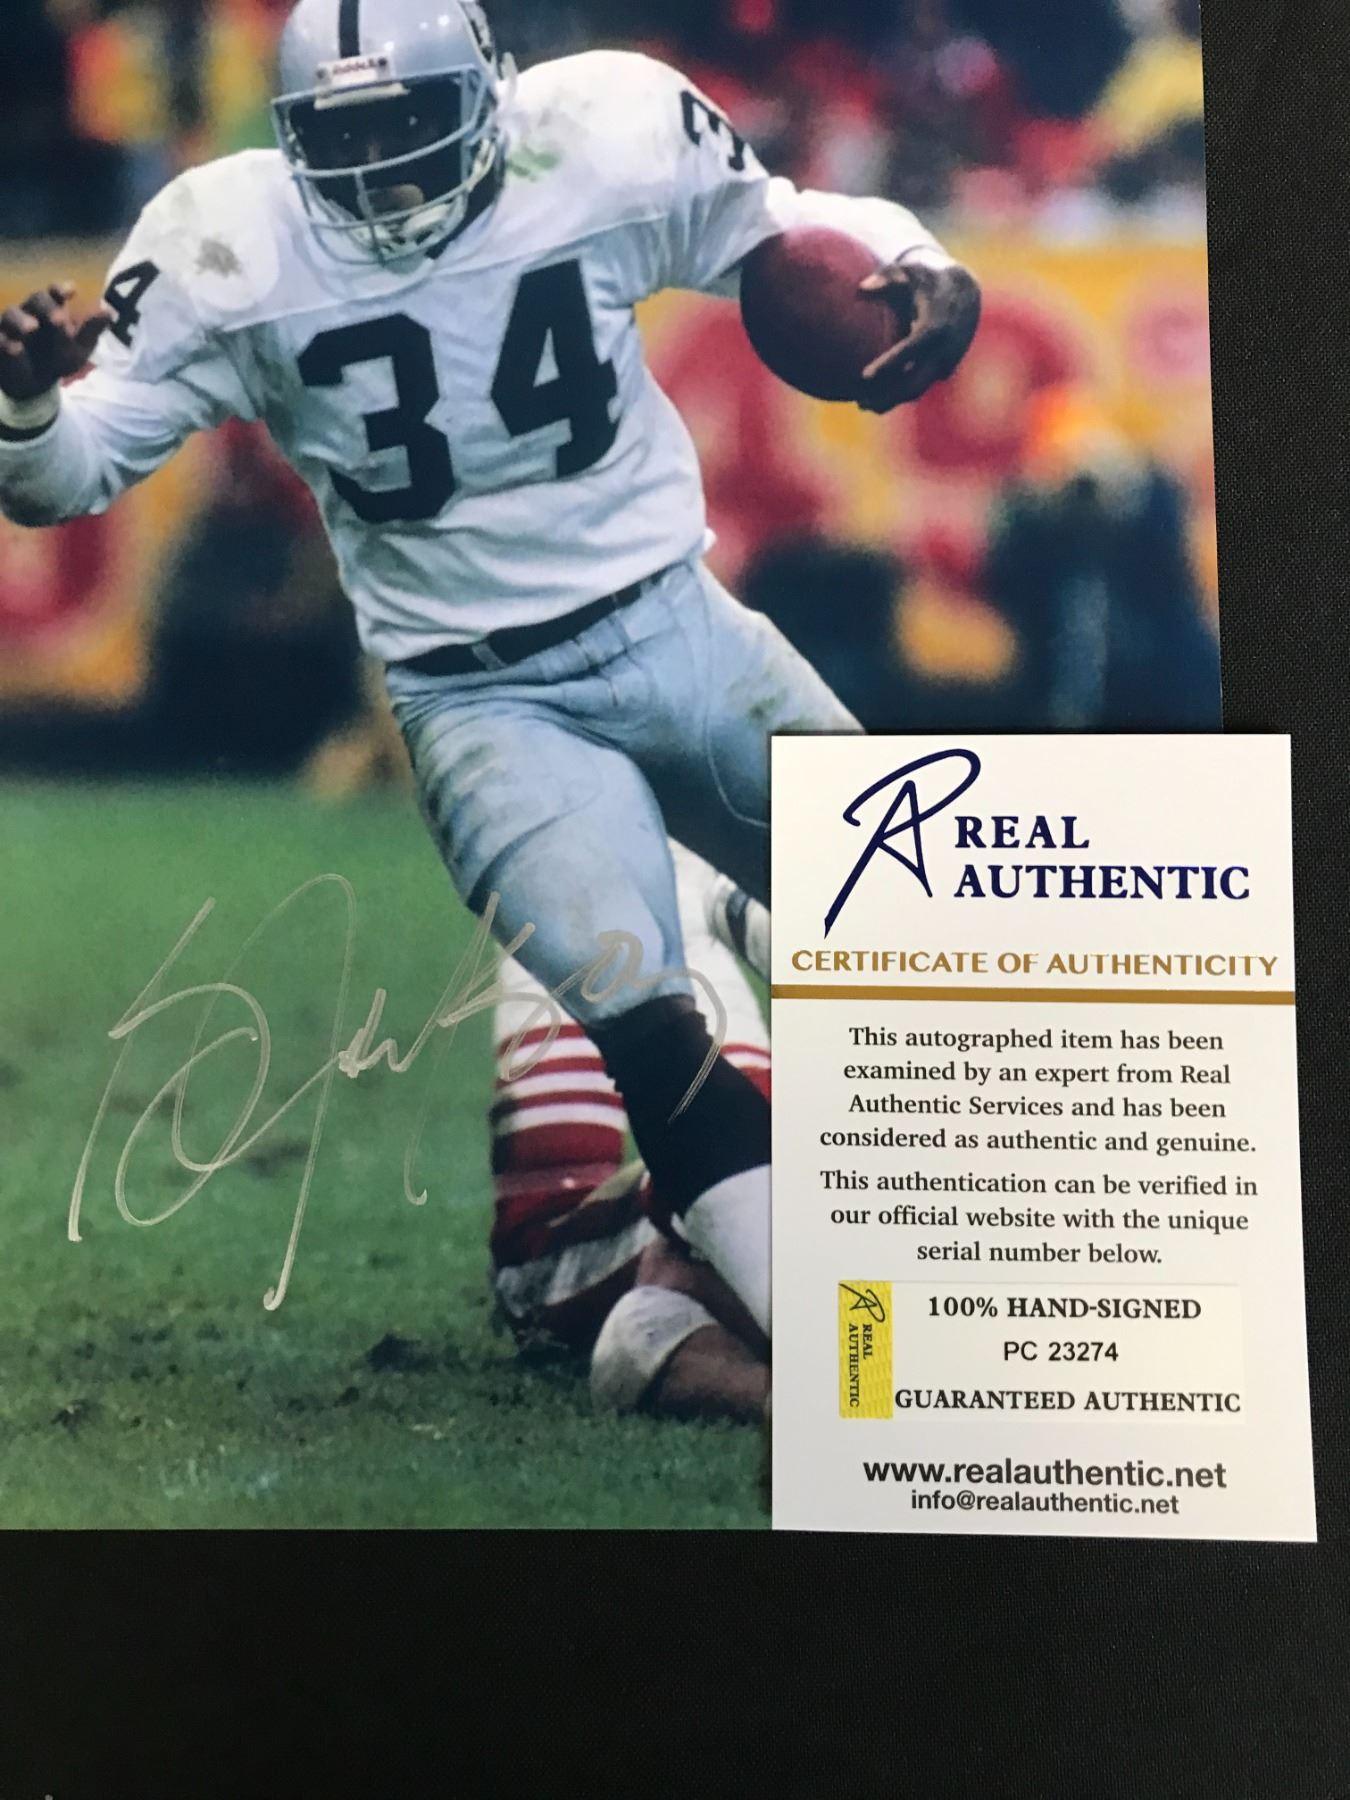 Riddell
34
34
34
Bo Jackson
REAL
AUTHENTIC
CERTIFICATE OF AUTHENTICITY
This autographed item has been
examined by an expert from Real
Authentic Services and has been
considered as authentic and genuine.
This authentication can be verified in
our official website with the unique
serial number below.
REAL
AUTHENTIC
100% HAND-SIGNED
PC 23274
GUARANTEED AUTHENTIC
www.realauthentic.net
info@realauthentic.net